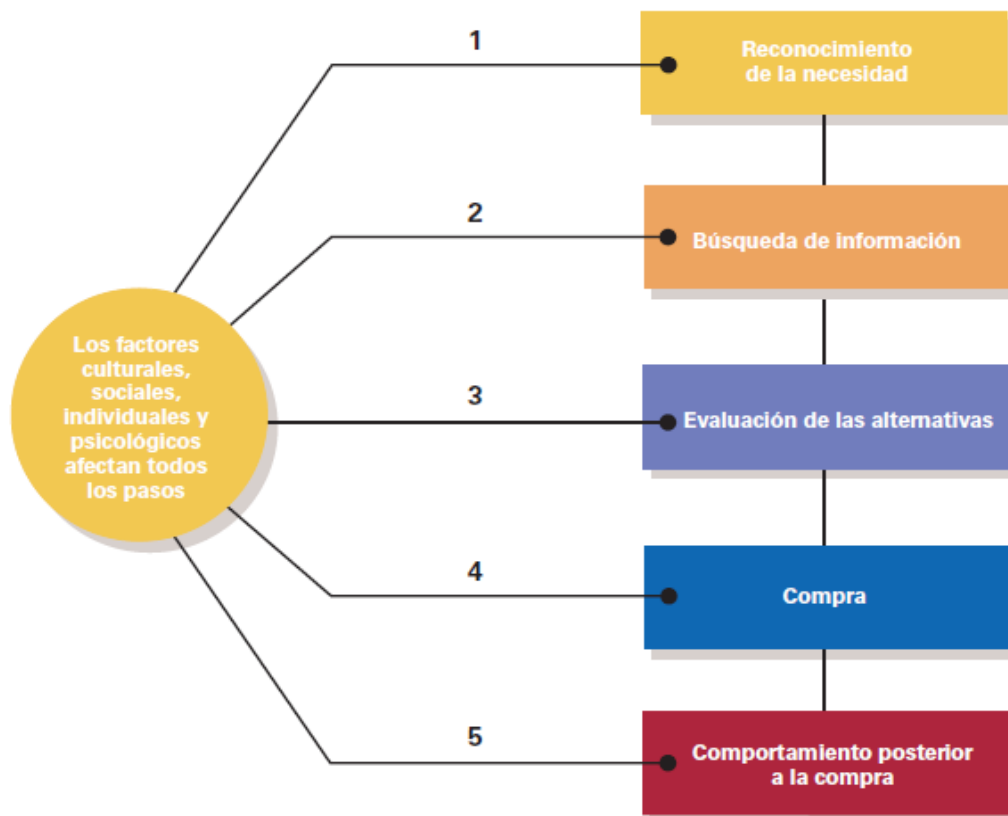 1
Reconocimiento
de la necesidad
2
Búsqueda de información
Los factores
culturales,
sociales,
individuales y
psicológicos
afectan todos
los pasos
3
Evaluación de las alternativas
4
Compra
5
Comportamiento posterior
a la compra